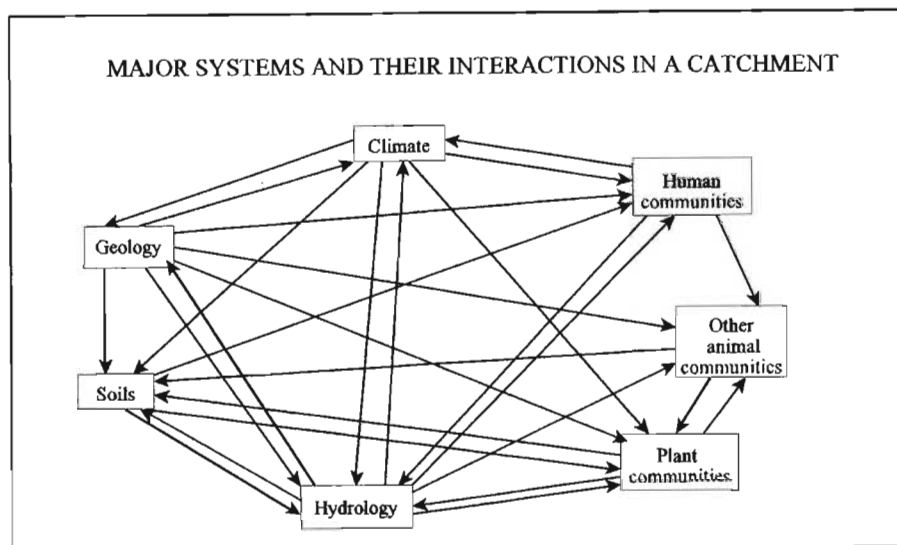 MAJOR SYSTEMS AND THEIR INTERACTIONS IN A CATCHMENT
Climate
Human
communities
Geology
Other
animal
communities
Soils
Plant
communities
Hydrology